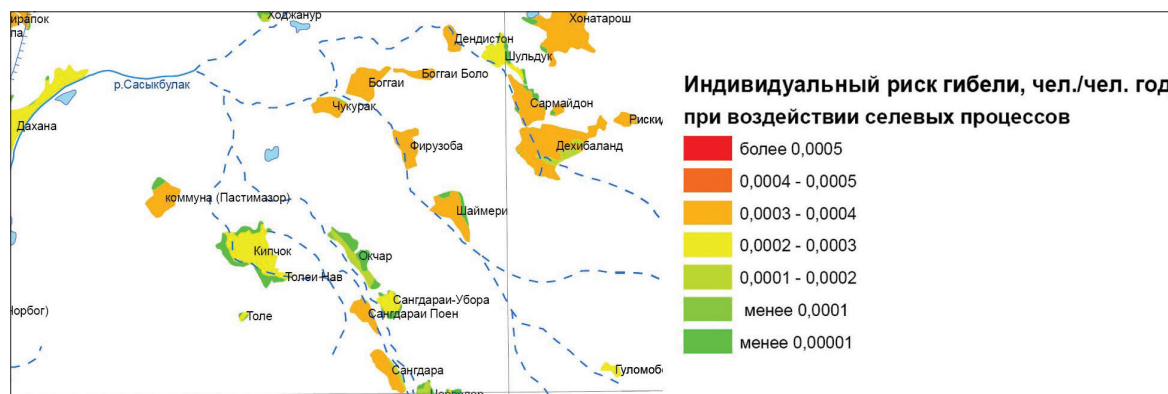 Ходжанур
Хонатарош
ирапок
па
Дендистон
Шульдук
р.Сасыкбулак
Боггаи Боло
Боггаи
Сармайдон
Чукурак
Дахана
Дехибаланд
Фирузоба
коммуна (Пастимазор)
Шаймери
Кипчок
Окчар
Толеи Нав
Сангдараи-Убора
Сангдараи Поен
Толе
Сангдара
Индивидуальный риск гибели, чел./чел. год
при воздействии селевых процессов
более 0,0005
0,0004 - 0,0005
0,0003 - 0,0004
0,0002 - 0,0003
0,0001 - 0,0002
менее 0,0001
менее 0,00001